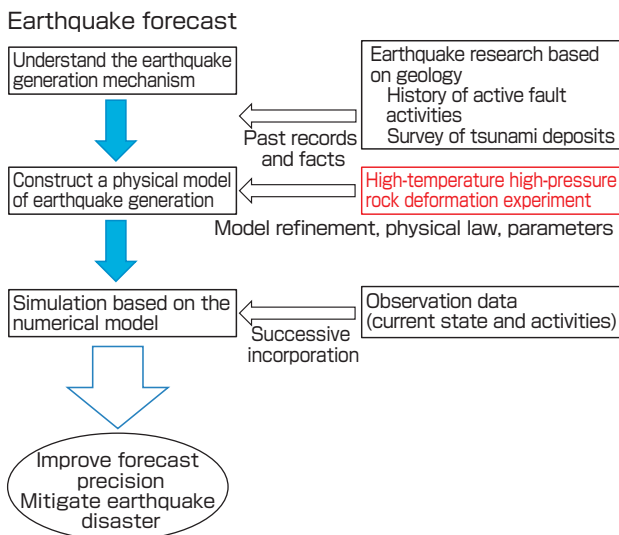 Earthquake forecast
Understand the earthquake
generation mechanism
Earthquake research based
on geology
History of active fault
activities
Survey of tsunami deposits
Past records
and facts
Construct a physical model
of earthquake generation
High-temperature high-pressure
rock deformation experiment
Model refinement, physical law, parameters
Simulation based on the
numerical model
Observation data
(current state and activities)
Successive
incorporation
Improve forecast
precision
Mitigate earthquake
disaster